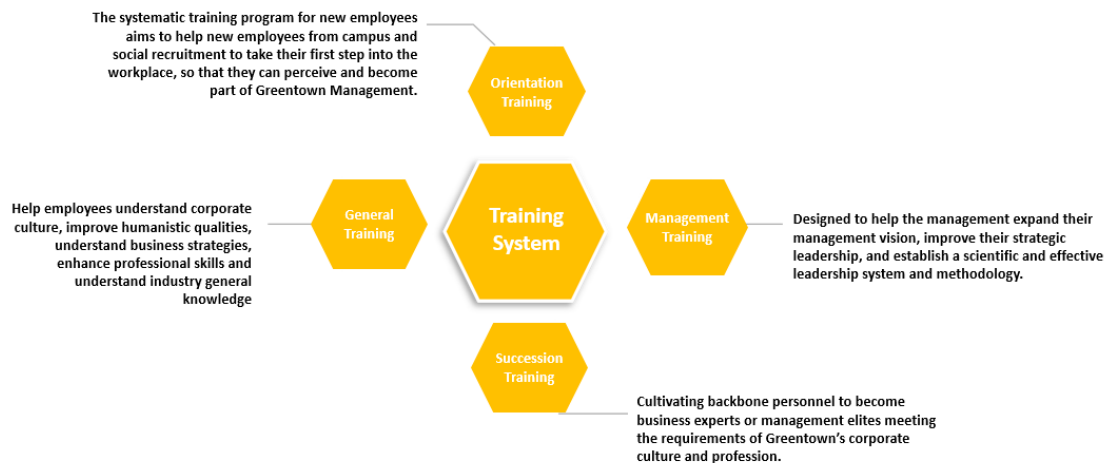 The systematic training program for new employees
aims to help new employees from campus and
social recruitment to take their first step into the
workplace, so that they can perceive and become
part of Greentown Management.
Orientation
Training
Help employees understand corporate
culture, improve humanistic qualities,
understand business strategies,
enhance professional skills and
understand industry general
knowledge
General
Training
Training
System
Management
Training
Designed to help the management expand their
management vision, improve their strategic
leadership, and establish a scientific and effective
leadership system and methodology.
Succession
Training
Cultivating backbone personnel to become
business experts or management elites meeting
the requirements of Greentown's corporate
culture and profession.